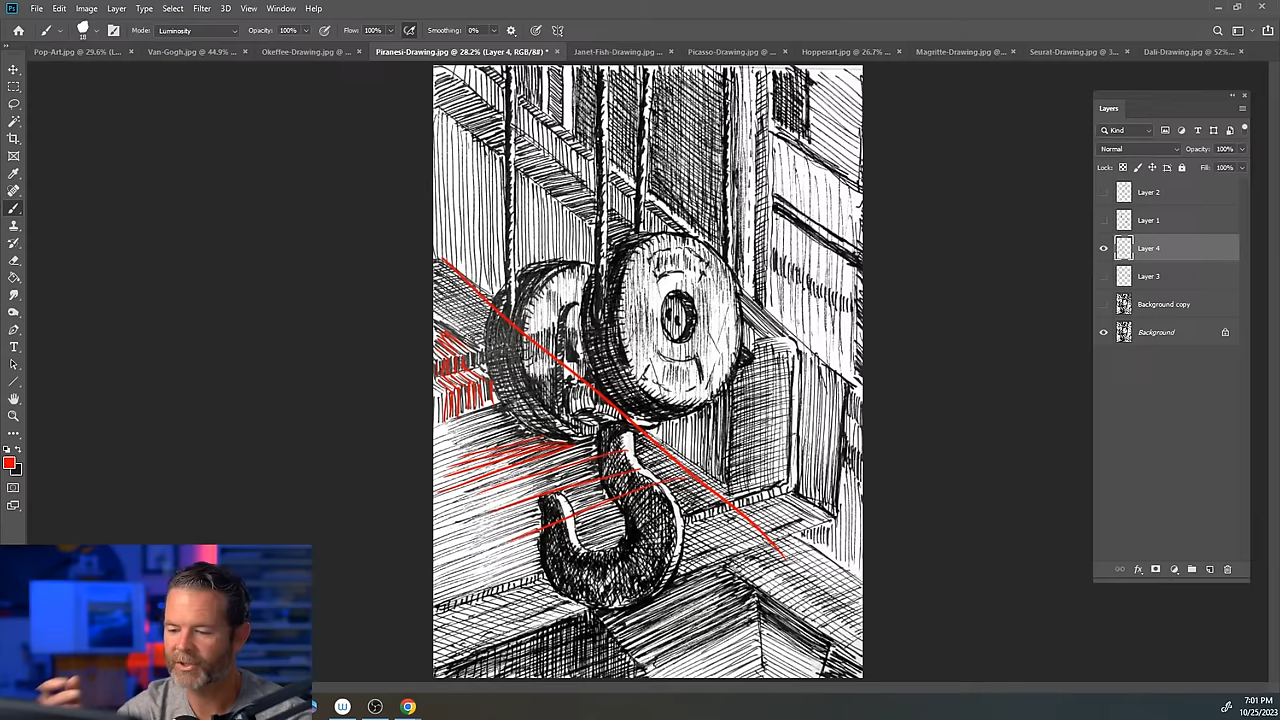 File Edit Image Layer Type Select Filter 3D View Plugins Window Help
Mode: Luminosity Opacity: 100% Flow: 100% Smoothing: 0%
Pop-Art.jpg @ 29.6% (L... × Van-Gogh.jpg @ 44.9% ... × Okeffee-Drawing.jpg @ ... × Piranesi-Drawing.jpg @ 28.2% (Layer 4, RGB/8#) * × Janet-Fish-Drawing.jpg ... × Picasso-Drawing.jpg @ ... × Hopperart.jpg @ 26.7% ... × Magritte-Drawing.jpg @... × Seurat-Drawing.jpg @ 3... × Dali-Drawing.jpg @ 52%... ×
Layers
Kind
Normal Opacity: 100%
Lock: Fill: 100%
Layer 2
Layer 1
Layer 4
Layer 3
Background copy
Background
7:01 PM
10/25/2023